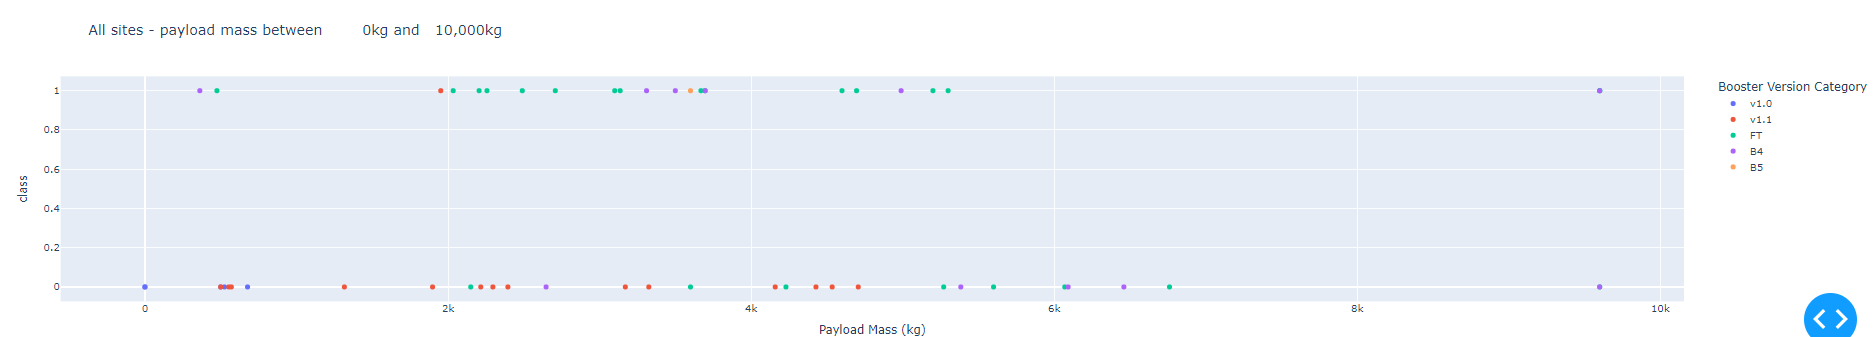 All sites - payload mass between 0kg and 10,000kg
Booster Version Category
v1.0
v1.1
FT
B4
B5
class
1
0.8
0.6
0.4
0.2
0
0 2k 4k 6k 8k 10k
Payload Mass (kg)